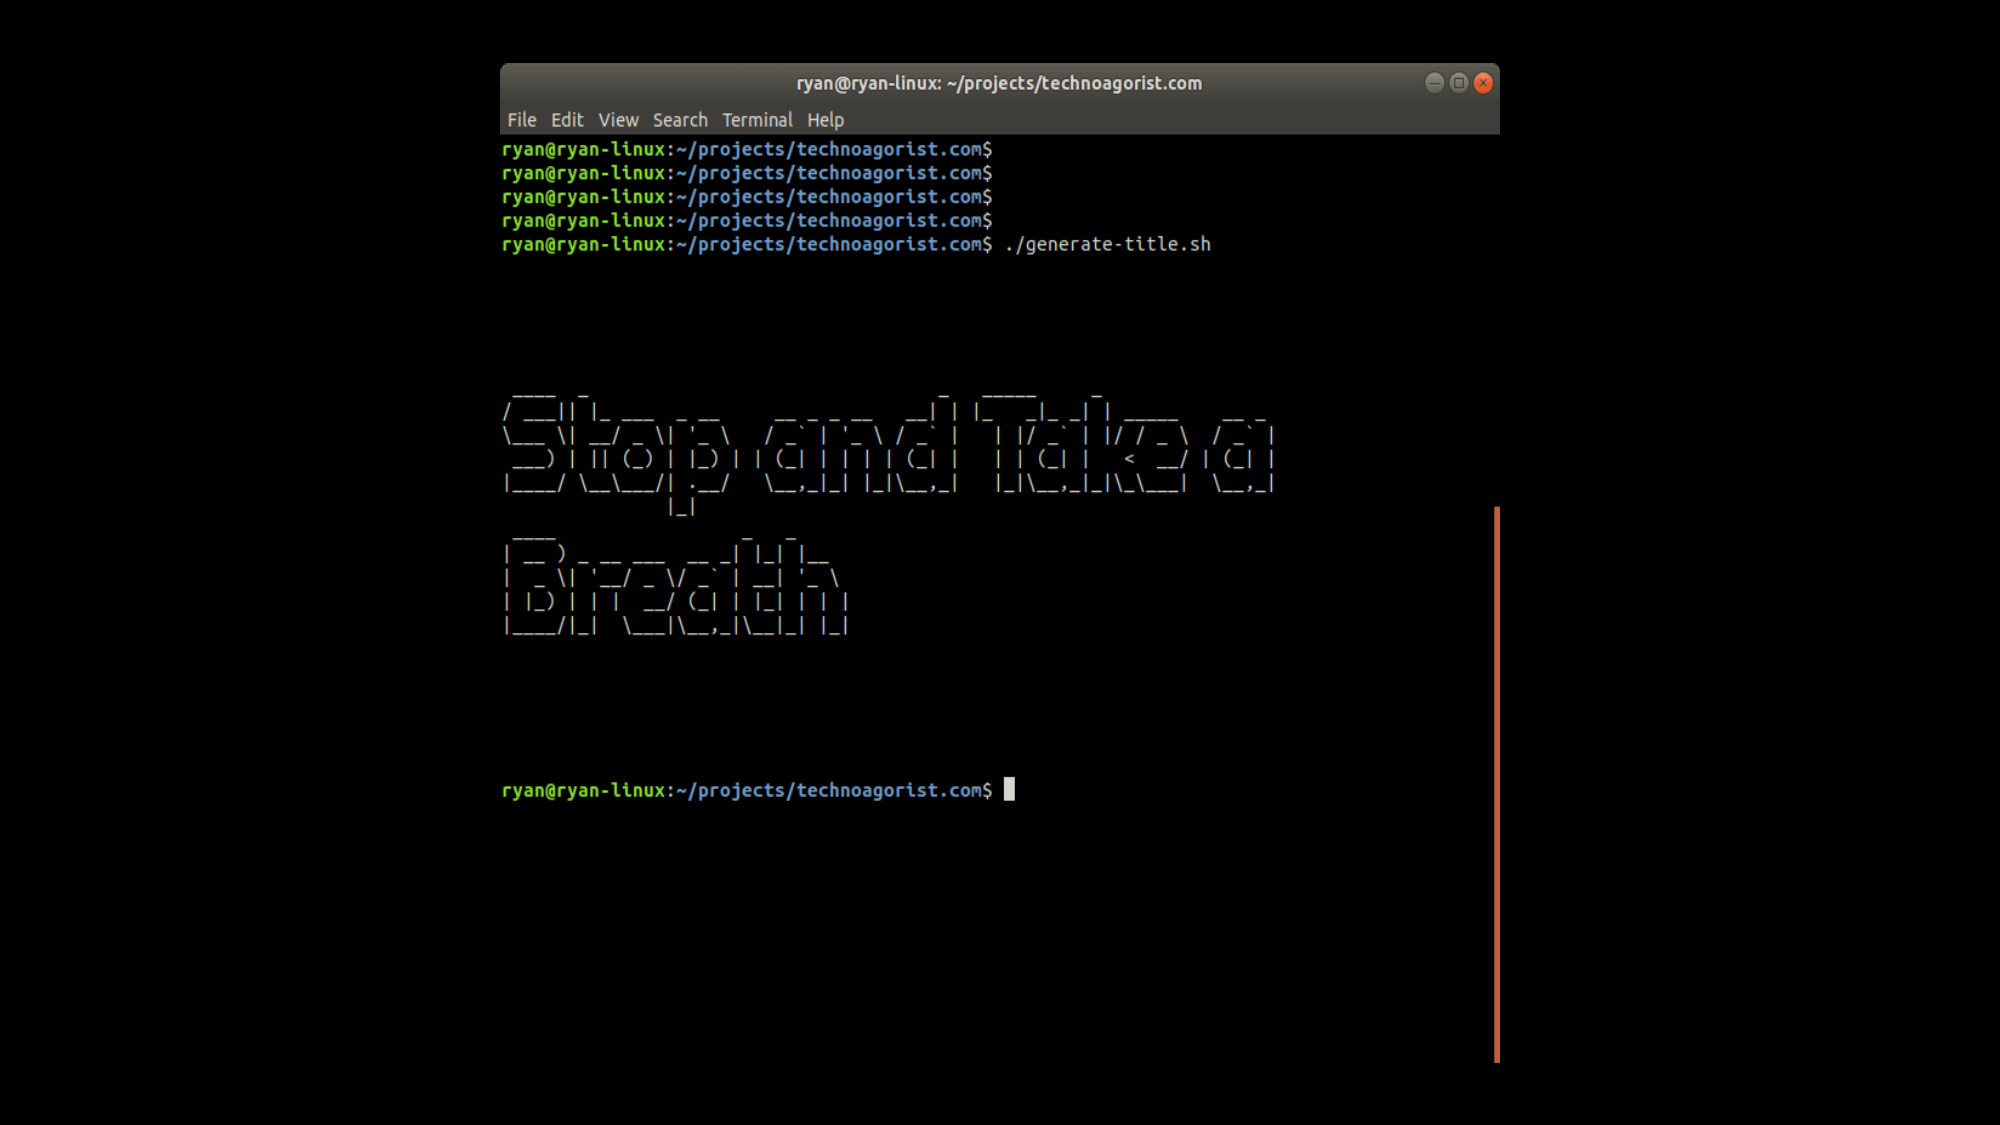 ryan@ryan-linux: ~/projects/technoagorist.com
File Edit View Search Terminal Help
ryan@ryan-linux:~/projects/technoagorist.com$
ryan@ryan-linux:~/projects/technoagorist.com$
ryan@ryan-linux:~/projects/technoagorist.com$
ryan@ryan-linux:~/projects/technoagorist.com$
ryan@ryan-linux:~/projects/technoagorist.com$ ./generate-title.sh
Stop and Take a
Breath
ryan@ryan-linux:~/projects/technoagorist.com$